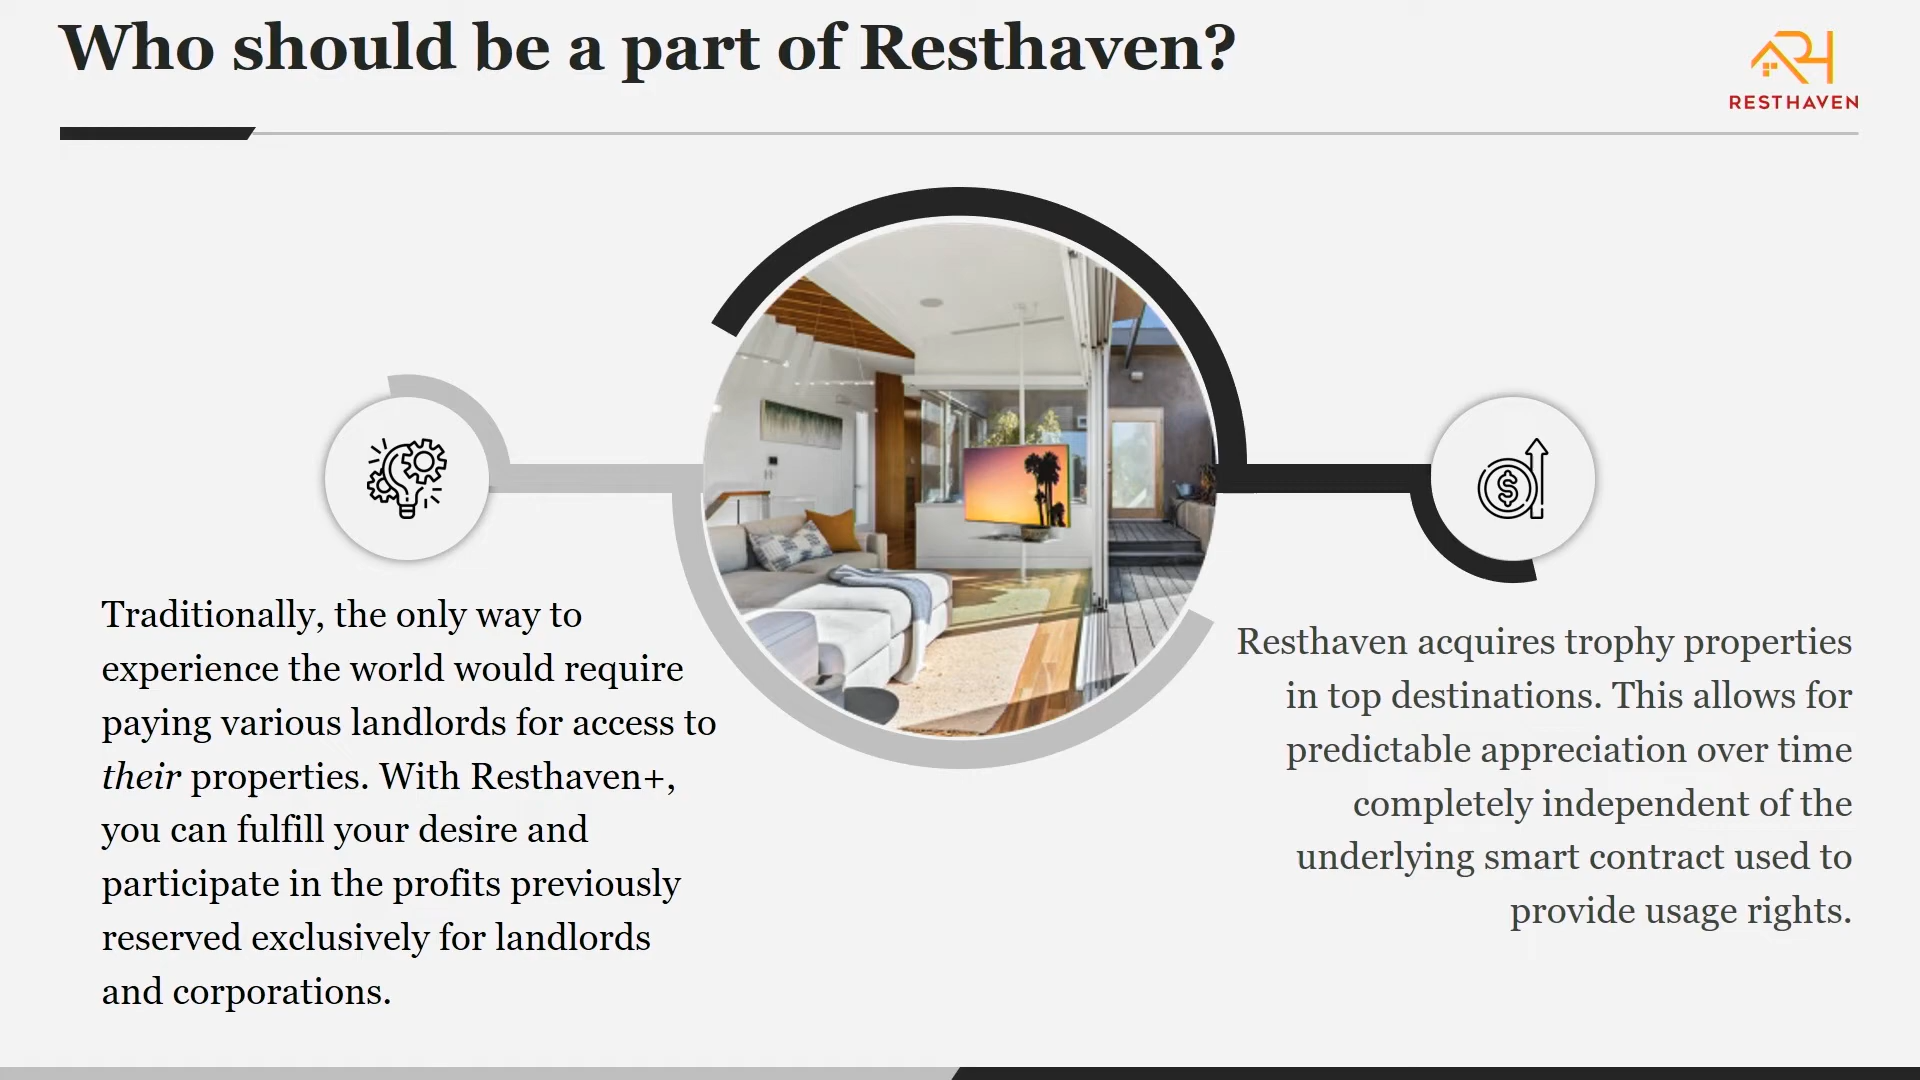 Who should be a part of Resthaven?
RESTHAVEN
Traditionally, the only way to
experience the world would require
paying various landlords for access to
their properties. With Resthaven+,
you can fulfill your desire and
participate in the profits previously
reserved exclusively for landlords
and corporations.
Resthaven acquires trophy properties
in top destinations. This allows for
predictable appreciation over time
completely independent of the
underlying smart contract used to
provide usage rights.